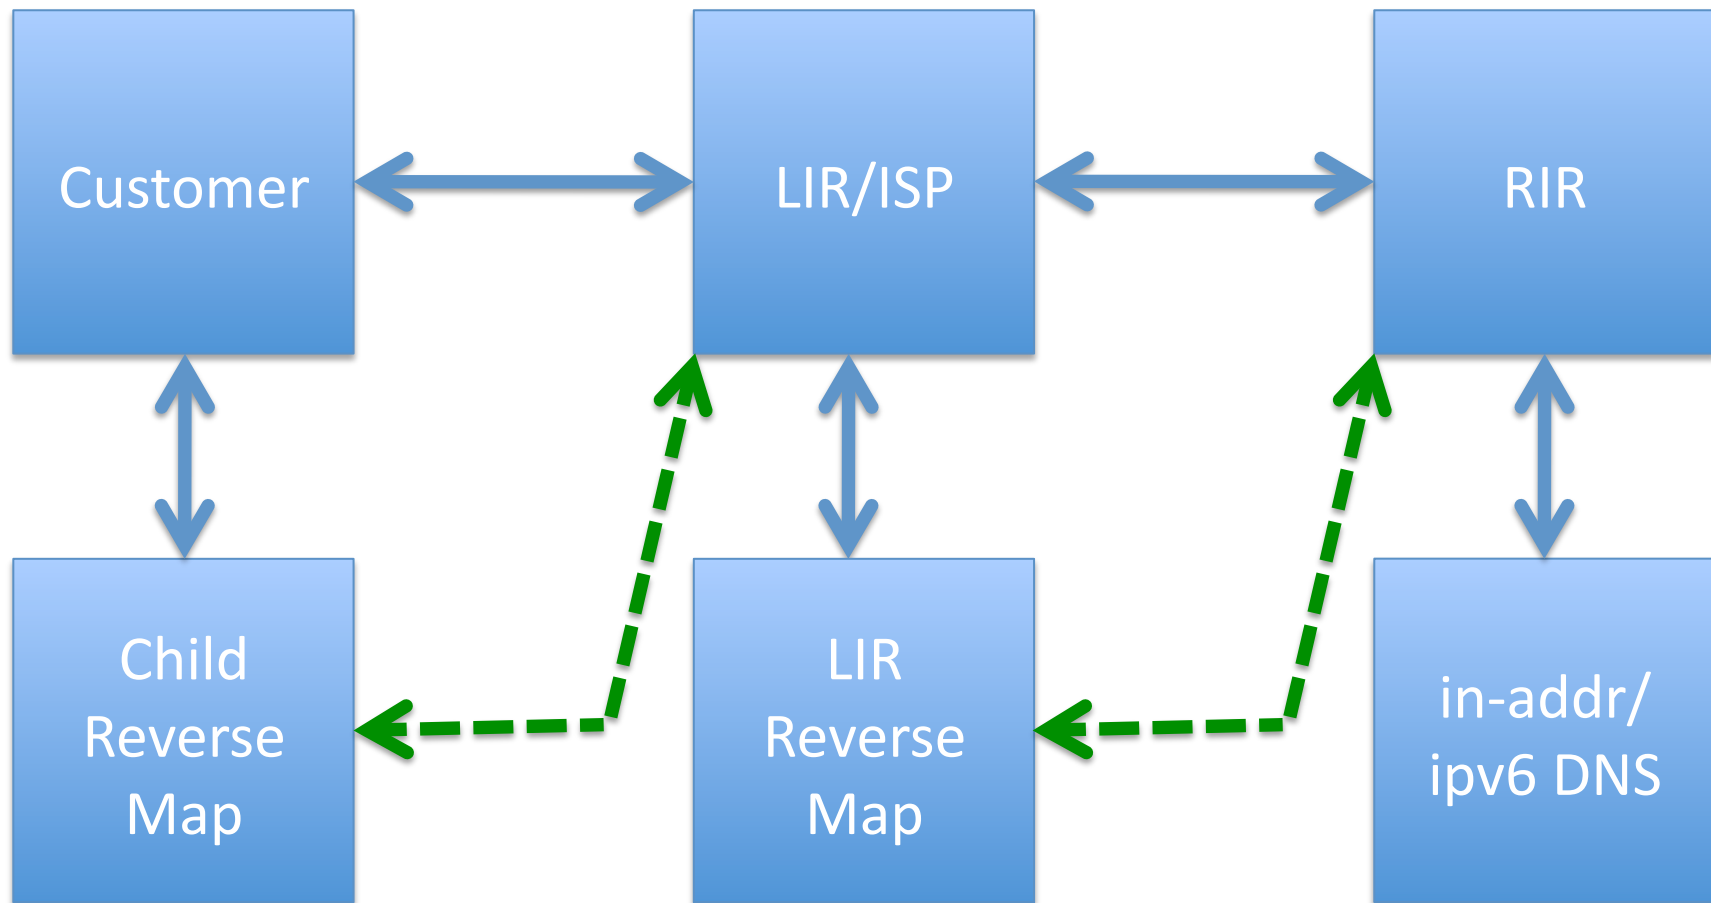 Customer
LIR/ISP
RIR
Child
Reverse
Map
LIR
Reverse
Map
in-addr/
ipv6 DNS